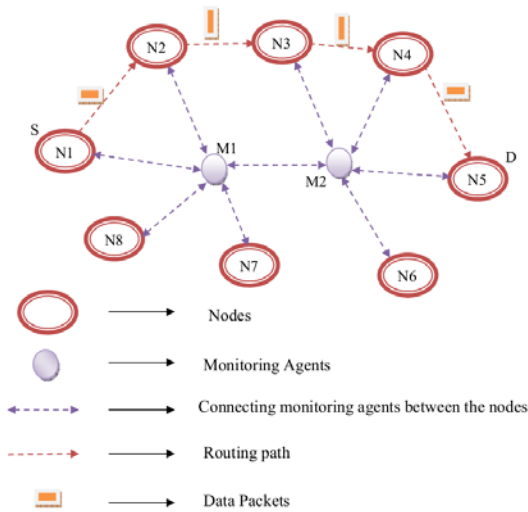 N2
N3
N4
S
N1
M1
M2
D
N5
N8
N7
N6
Nodes
Monitoring Agents
Connecting monitoring agents between the nodes
Routing path
Data Packets